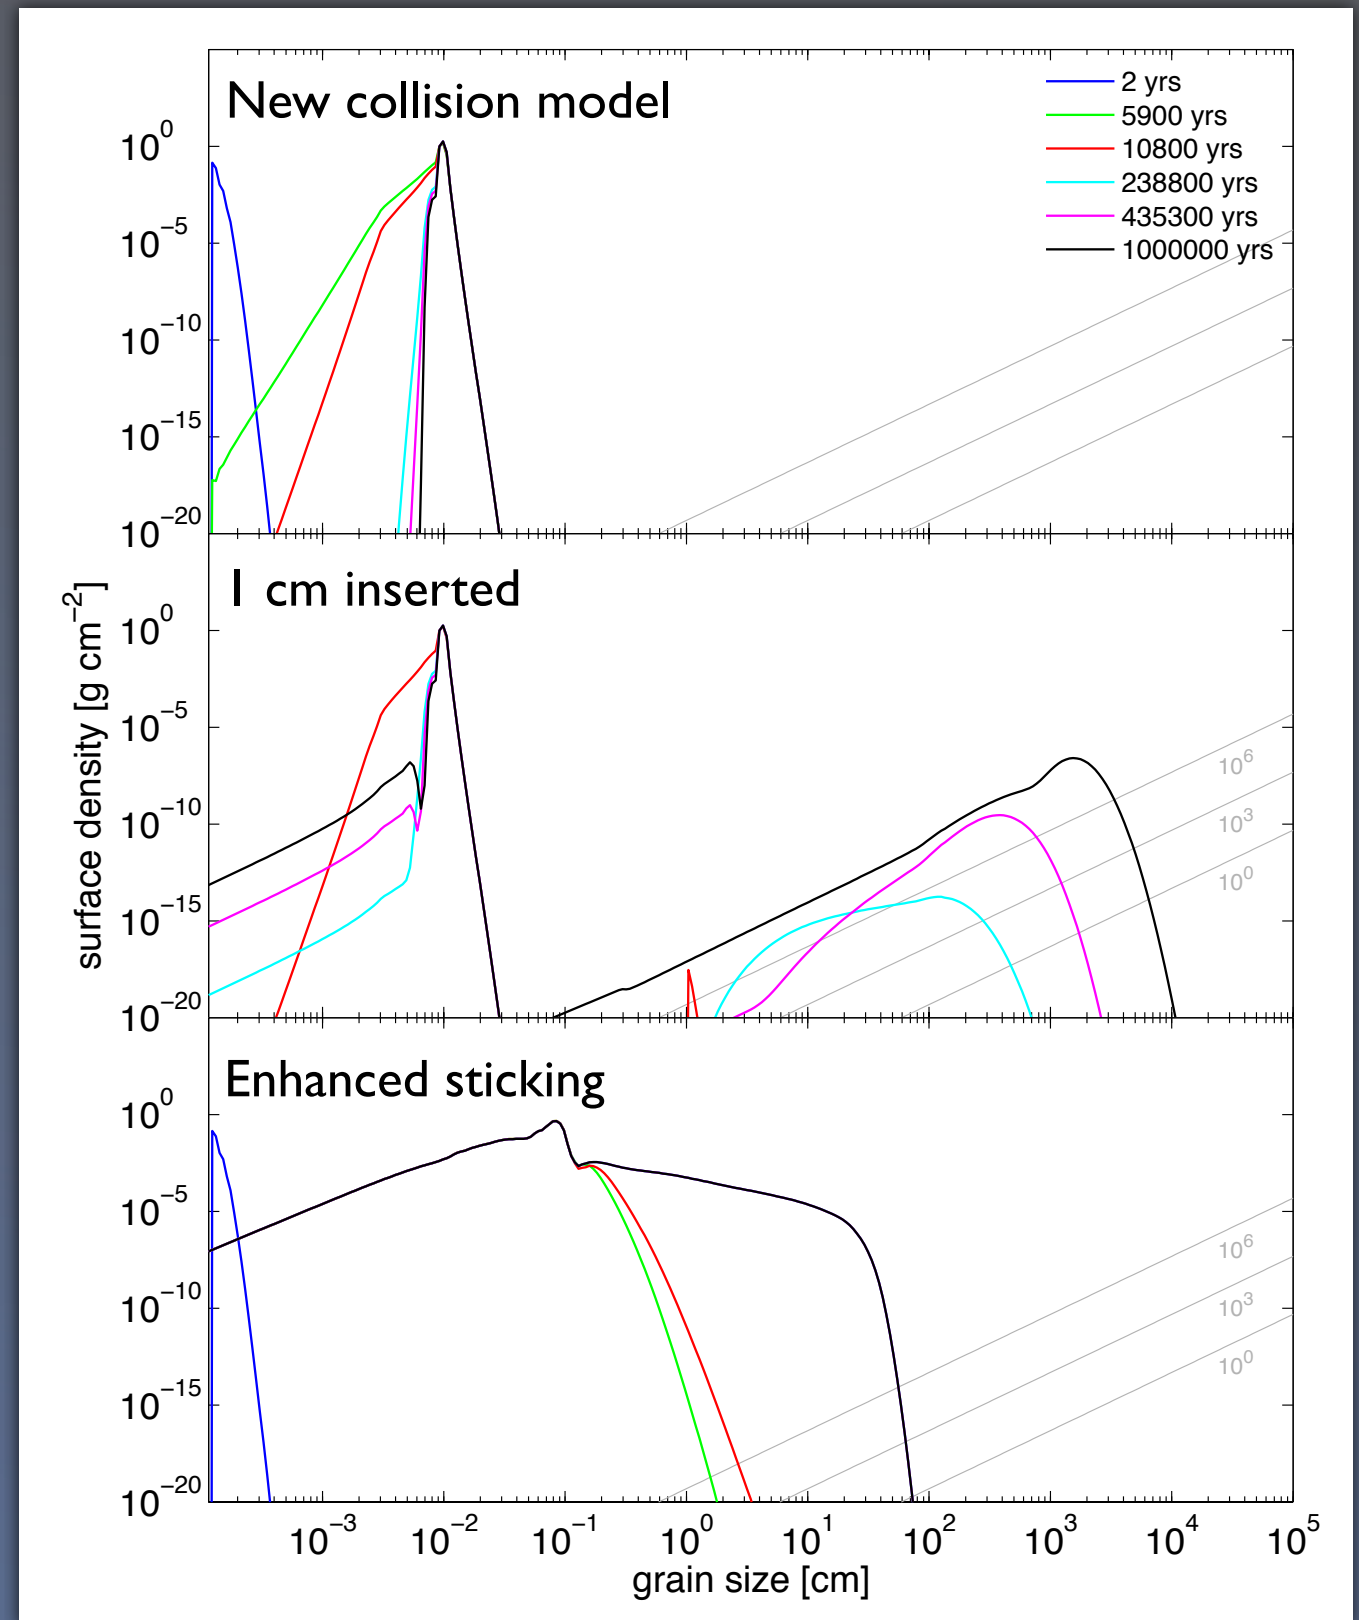 New collision model
2 yrs
5900 yrs
10800 yrs
238800 yrs
435300 yrs
1000000 yrs
10^0
10^−5
10^−10
10^−15
10^−20
1 cm inserted
10^0
10^−5
10^−10
10^−15
10^−20
10^6
10^3
10^0
surface density [g cm^−2]
Enhanced sticking
10^0
10^−5
10^−10
10^−15
10^−20
10^6
10^3
10^0
10^−3 10^−2 10^−1 10^0 10^1 10^2 10^3 10^4 10^5
grain size [cm]